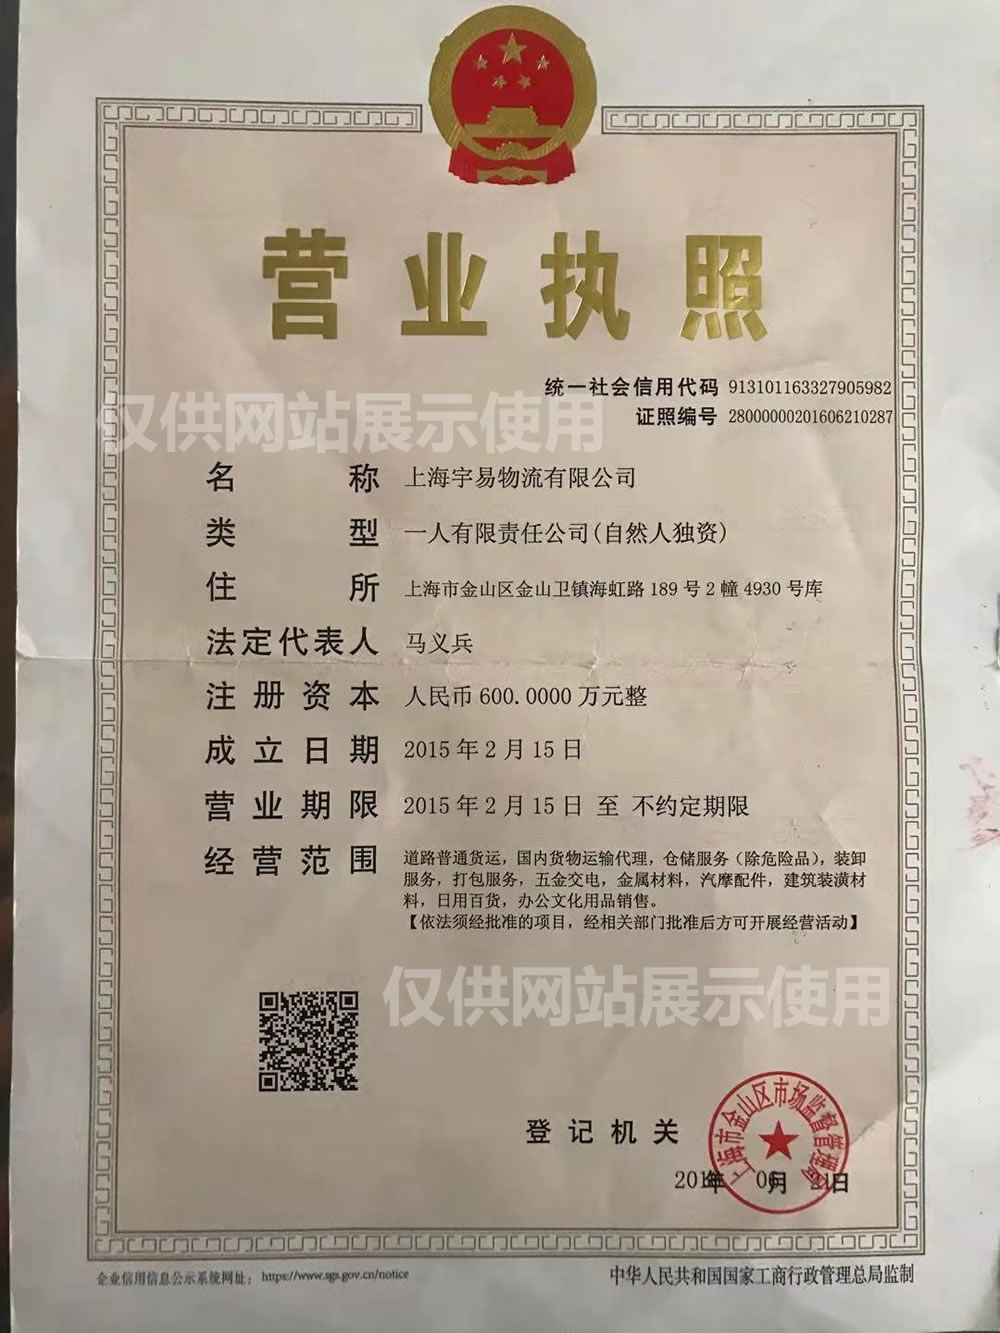 营业执照
统一社会信用代码 913101163327905982
证照编号 28000000201606210287
仅供网站展示使用
名称 上海宇易物流有限公司
类型 一人有限责任公司(自然人独资)
住所 上海市金山区金山卫镇海虹路189号2幢4930号库
法定代表人 马义兵
注册资本 人民币600.0000万元整
成立日期 2015年2月15日
营业期限 2015年2月15日 至 不约定期限
经营范围 道路普通货运，国内货物运输代理，仓储服务（除危险品），装卸
服务，打包服务，五金交电，金属材料，汽摩配件，建筑装潢材
料，日用百货，办公文化用品销售。
【依法须经批准的项目，经相关部门批准后方可开展经营活动】
仅供网站展示使用
登记机关
上海市金山区市场监督管理局
年 月 日
企业信用信息公示系统网址：https://www.sgs.gov.cn/notice
中华人民共和国国家工商行政管理总局监制